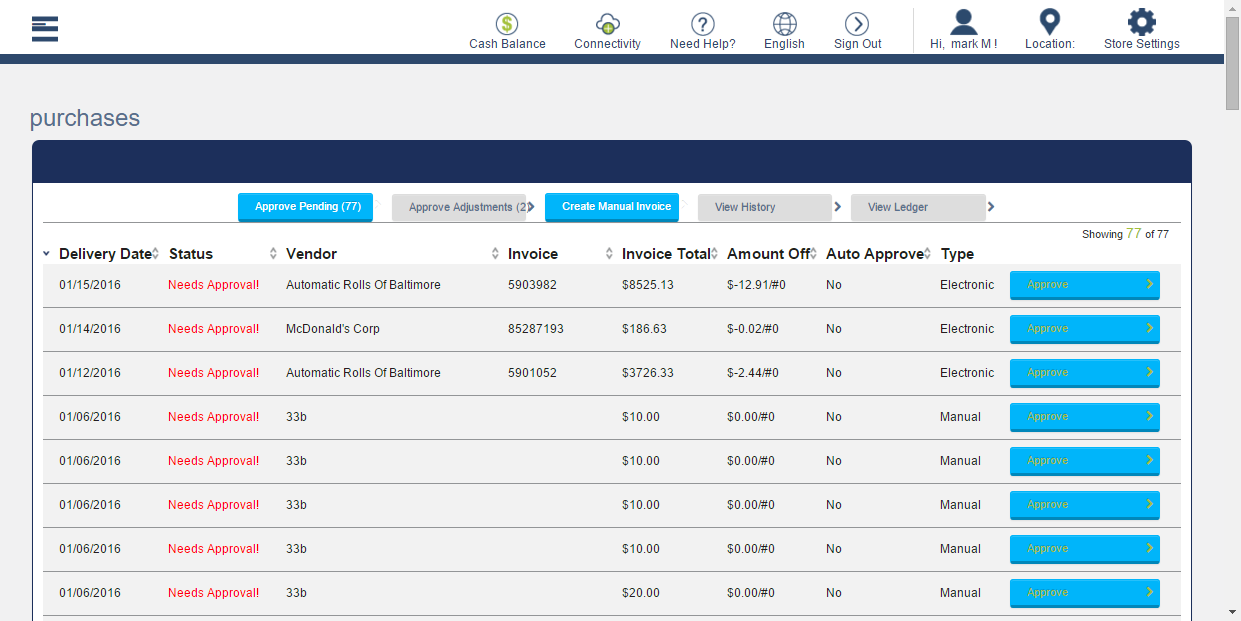 Cash Balance Connectivity Need Help? English Sign Out Hi, mark M ! Location: Store Settings
purchases
Approve Pending (77) Approve Adjustments (2 Create Manual Invoice View History View Ledger
Showing 77 of 77
Delivery Date Status Vendor Invoice Invoice Total Amount Off Auto Approve Type
01/15/2016 Needs Approval! Automatic Rolls Of Baltimore 5903982 $8525.13 $-12.91/#0 No Electronic Approve
01/14/2016 Needs Approval! McDonald's Corp 85287193 $186.63 $-0.02/#0 No Electronic Approve
01/12/2016 Needs Approval! Automatic Rolls Of Baltimore 5901052 $3726.33 $-2.44/#0 No Electronic Approve
01/06/2016 Needs Approval! 33b $10.00 $0.00/#0 No Manual Approve
01/06/2016 Needs Approval! 33b $10.00 $0.00/#0 No Manual Approve
01/06/2016 Needs Approval! 33b $10.00 $0.00/#0 No Manual Approve
01/06/2016 Needs Approval! 33b $10.00 $0.00/#0 No Manual Approve
01/06/2016 Needs Approval! 33b $20.00 $0.00/#0 No Manual Approve